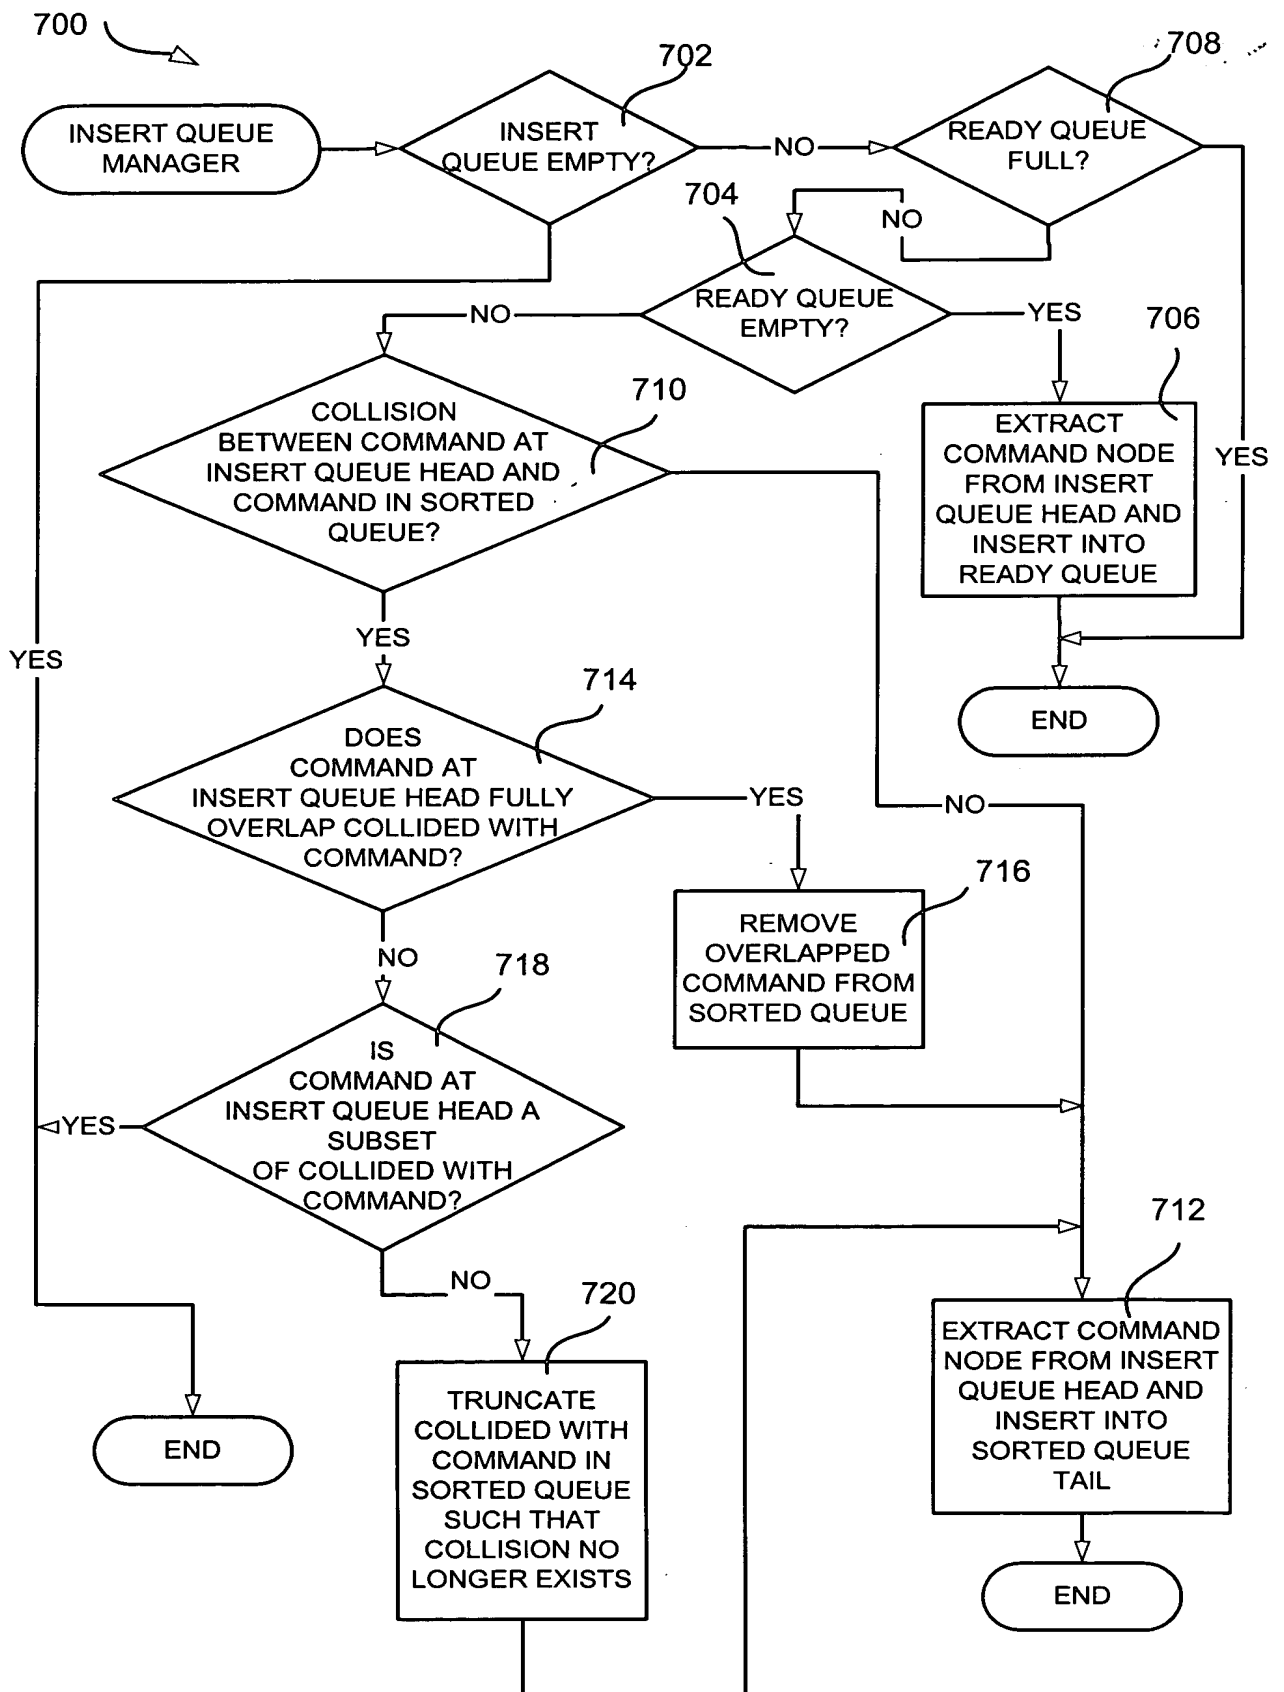 700
702
708
INSERT QUEUE
MANAGER
INSERT
QUEUE EMPTY?
NO
READY QUEUE
FULL?
704
NO
READY QUEUE
EMPTY?
NO
YES
706
710
COLLISION
BETWEEN COMMAND AT
INSERT QUEUE HEAD AND
COMMAND IN SORTED
QUEUE?
EXTRACT
COMMAND NODE
FROM INSERT
QUEUE HEAD AND
INSERT INTO
READY QUEUE
YES
YES
YES
714
END
DOES
COMMAND AT
INSERT QUEUE HEAD FULLY
OVERLAP COLLIDED WITH
COMMAND?
YES
NO
716
REMOVE
OVERLAPPED
COMMAND FROM
SORTED QUEUE
NO
718
IS
COMMAND AT
INSERT QUEUE HEAD A
SUBSET
OF COLLIDED WITH
COMMAND?
YES
712
NO
720
EXTRACT COMMAND
NODE FROM INSERT
QUEUE HEAD AND
INSERT INTO
SORTED QUEUE
TAIL
TRUNCATE
COLLIDED WITH
COMMAND IN
SORTED QUEUE
SUCH THAT
COLLISION NO
LONGER EXISTS
END
END